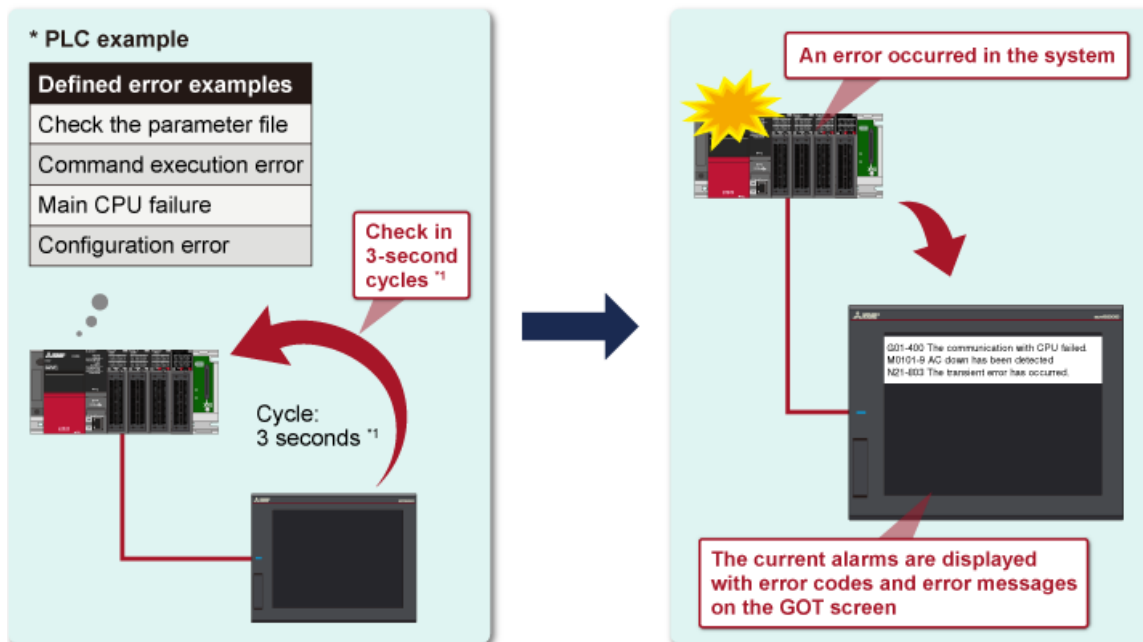 * PLC example
Defined error examples
Check the parameter file
Command execution error
Main CPU failure
Configuration error
Check in
3-second
cycles *1
Cycle:
3 seconds *1
An error occurred in the system
G01-400 The communication with CPU failed.
M0101-9 AC down has been detected
N21-803 The transient error has occurred.
The current alarms are displayed
with error codes and error messages
on the GOT screen